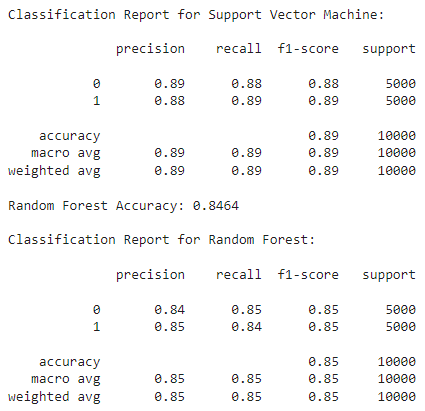 Classification Report for Support Vector Machine:
precision recall f1-score support
0 0.89 0.88 0.88 5000
1 0.88 0.89 0.89 5000
accuracy 0.89 10000
macro avg 0.89 0.89 0.89 10000
weighted avg 0.89 0.89 0.89 10000
Random Forest Accuracy: 0.8464
Classification Report for Random Forest:
precision recall f1-score support
0 0.84 0.85 0.85 5000
1 0.85 0.84 0.85 5000
accuracy 0.85 10000
macro avg 0.85 0.85 0.85 10000
weighted avg 0.85 0.85 0.85 10000